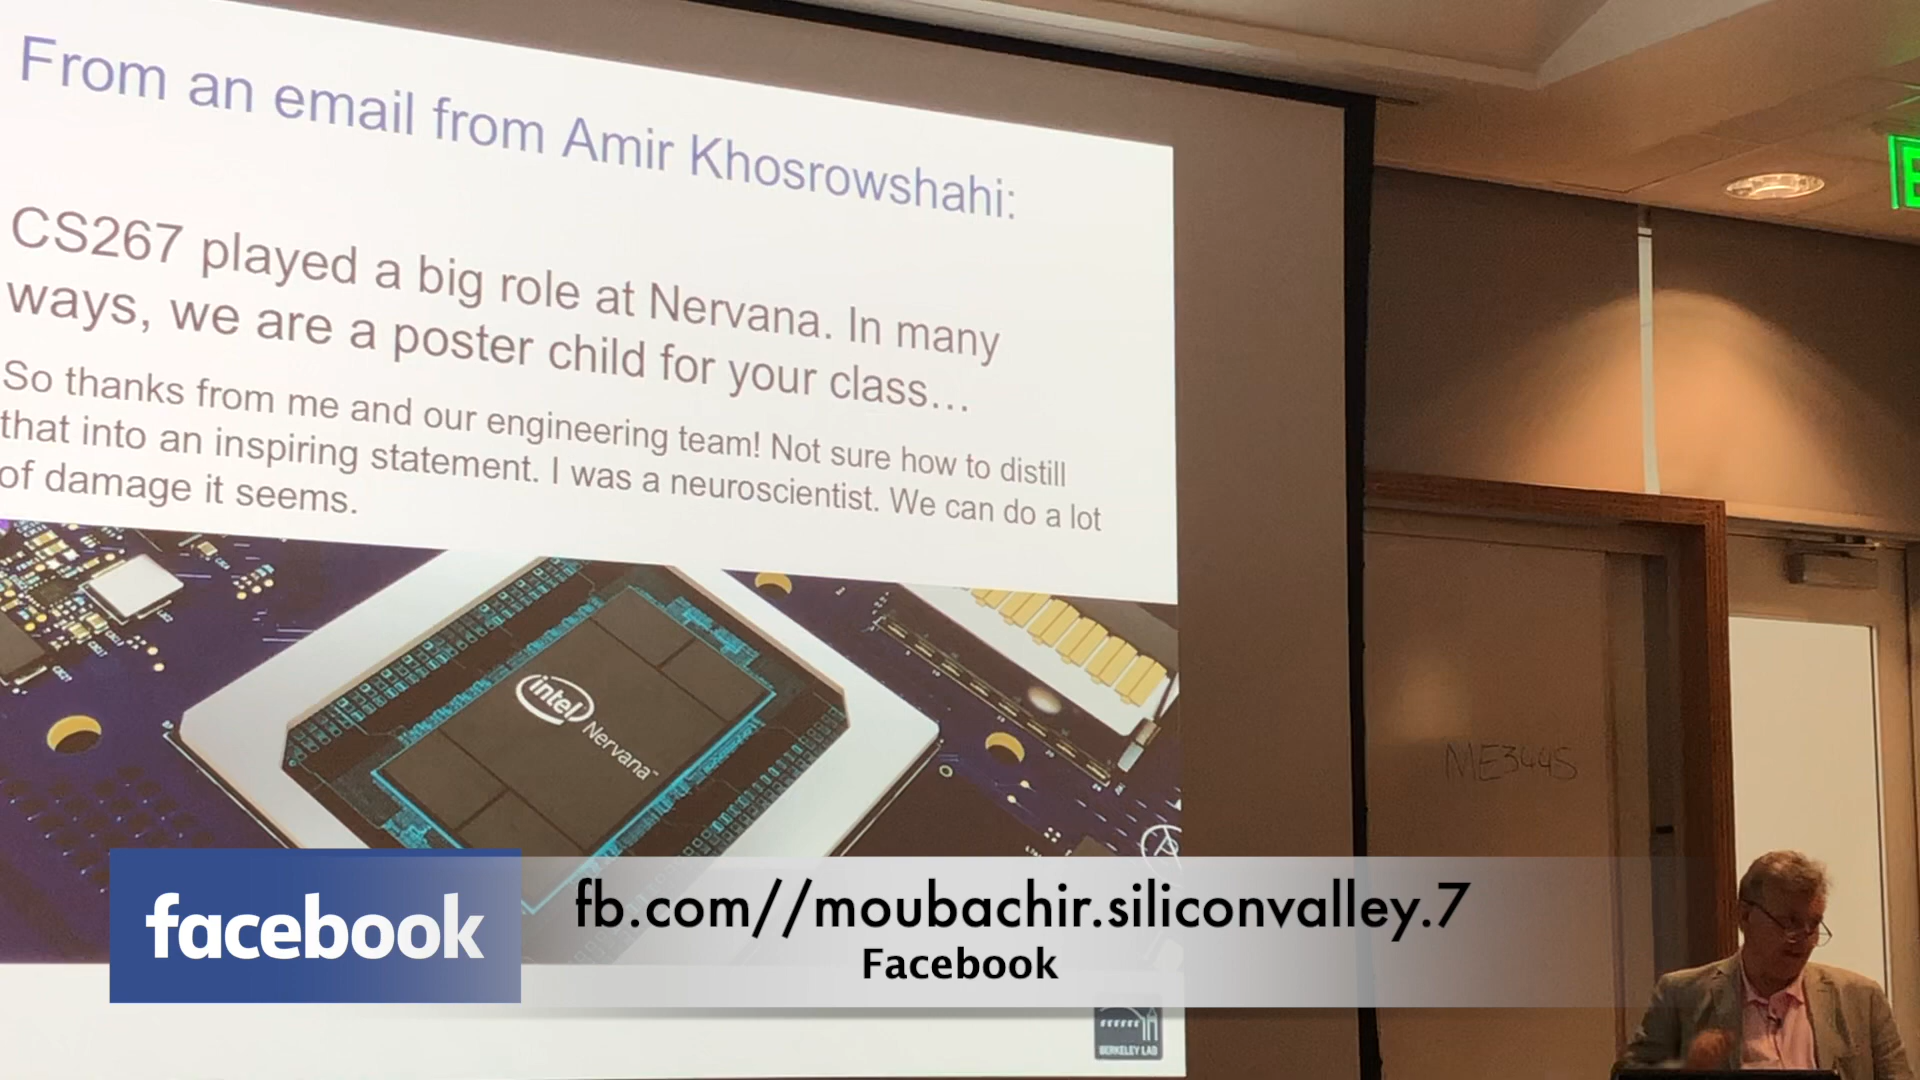 From an email from Amir Khosrowshahi:
CS267 played a big role at Nervana. In many
ways, we are a poster child for your class…
So thanks from me and our engineering team! Not sure how to distill
that into an inspiring statement. I was a neuroscientist. We can do a lot
of damage it seems.
intel
Nervana™
ME344S
facebook
fb.com//moubachir.siliconvalley.7
Facebook
BERKELEY LAB